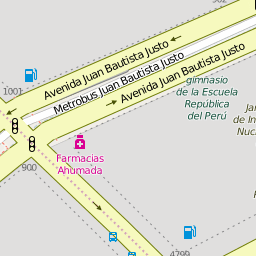 1001
Avenida Juan Bautista Justo
Metrobus Juan Bautista Justo
Avenida Juan Bautista Justo
gimnasio
de la Escuela
República
del Perú
Farmacias
Ahumada
900
4799